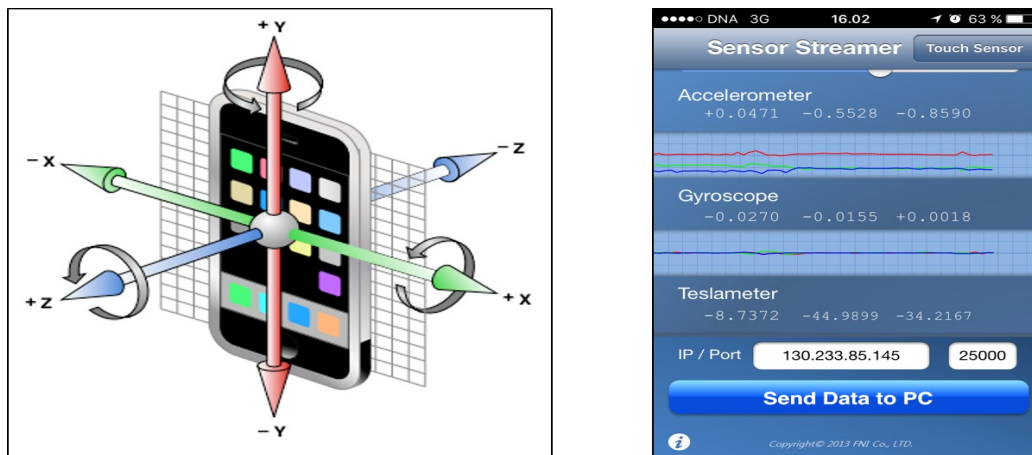 + Y
- X
- Z
+ Z
+ X
- Y
DNA 3G 16.02 63 %
Sensor Streamer Touch Sensor
Accelerometer
+0.0471 -0.5528 -0.8590
Gyroscope
-0.0270 -0.0155 +0.0018
Teslameter
-8.7372 -44.9899 -34.2167
IP / Port 130.233.85.145 25000
Send Data to PC
Copyright© 2013 FNI Co., LTD.